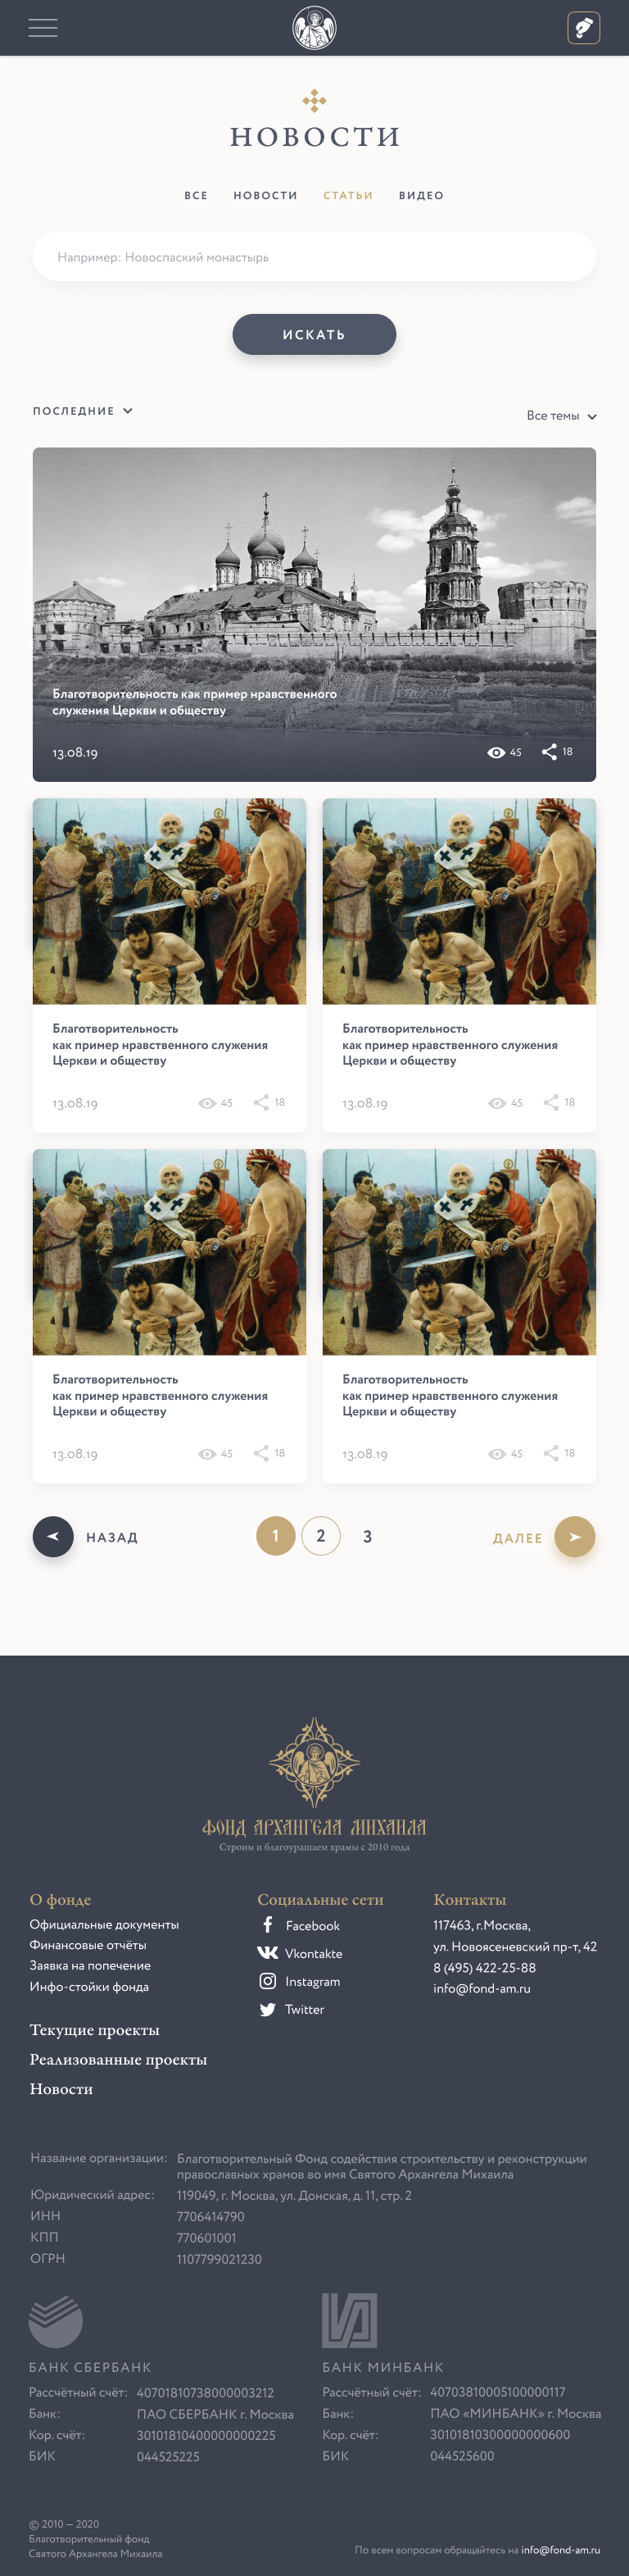 НОВОСТИ
ВСЕ НОВОСТИ СТАТЬИ ВИДЕО
Например: Новоспаский монастырь
ИСКАТЬ
ПОСЛЕДНИЕ
Все темы
Благотворительность как пример нравственного
служения Церкви и обществу
13.08.19 45 18
Благотворительность
как пример нравственного служения
Церкви и обществу
13.08.19 45 18
Благотворительность
как пример нравственного служения
Церкви и обществу
13.08.19 45 18
Благотворительность
как пример нравственного служения
Церкви и обществу
13.08.19 45 18
Благотворительность
как пример нравственного служения
Церкви и обществу
13.08.19 45 18
НАЗАД 1 2 3 ДАЛЕЕ
ФОНД АРХАНГЕЛА МИХАИЛА
Строим и благоукрашаем храмы с 2010 года
О фонде
Официальные документы
Финансовые отчёты
Заявка на попечение
Инфо-стойки фонда
Текущие проекты
Реализованные проекты
Новости
Социальные сети
Facebook
Vkontakte
Instagram
Twitter
Контакты
117463, г.Москва,
ул. Новоясеневский пр-т, 42
8 (495) 422-25-88
info@fond-am.ru
Название организации: Благотворительный Фонд содействия строительству и реконструкции
православных храмов во имя Святого Архангела Михаила
Юридический адрес: 119049, г. Москва, ул. Донская, д. 11, стр. 2
ИНН 7706414790
КПП 770601001
ОГРН 1107799021230
БАНК СБЕРБАНК
Рассчётный счёт: 40701810738000003212
Банк: ПАО СБЕРБАНК г. Москва
Кор. счёт: 30101810400000000225
БИК 044525225
БАНК МИНБАНК
Рассчётный счёт: 40703810005100000117
Банк: ПАО «МИНБАНК» г. Москва
Кор. счёт: 30101810300000000600
БИК 044525600
© 2010 — 2020
Благотворительный фонд
Святого Архангела Михаила
По всем вопросам обращайтесь на info@fond-am.ru